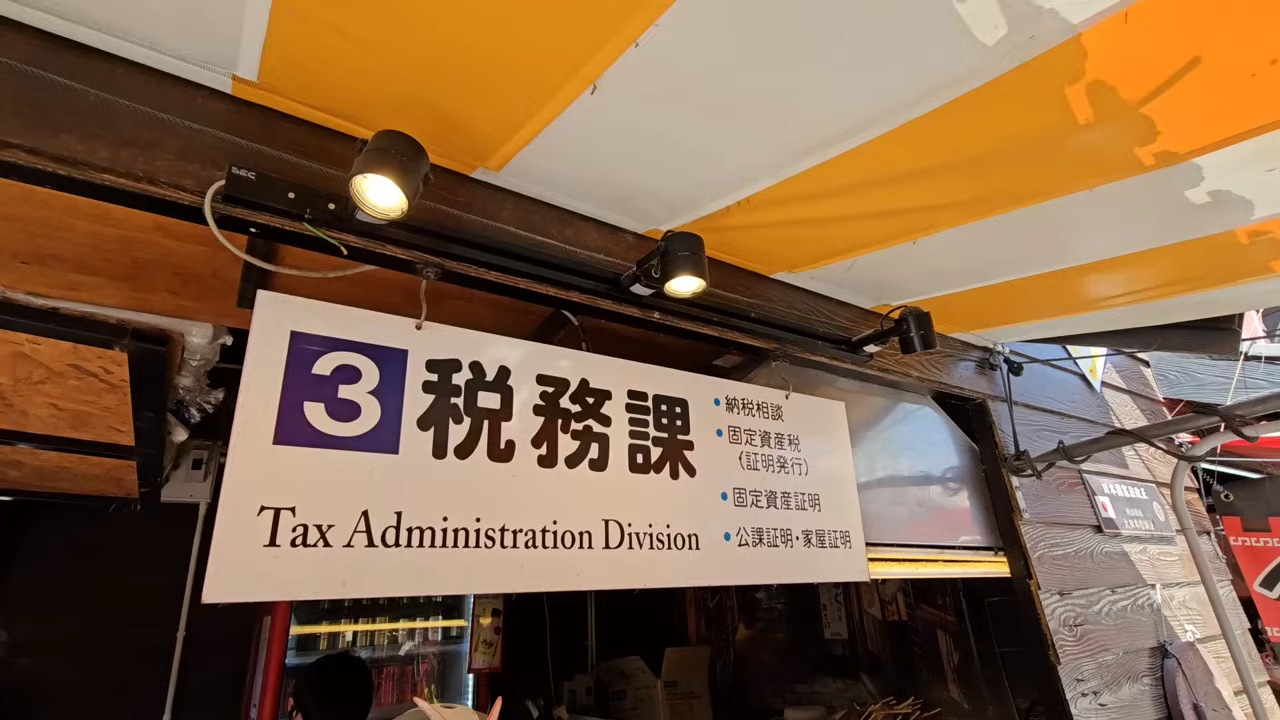 SEC
3 税務課
Tax Administration Division
• 納税相談
• 固定資産税
（証明発行）
• 固定資産証明
• 公課証明・家屋証明